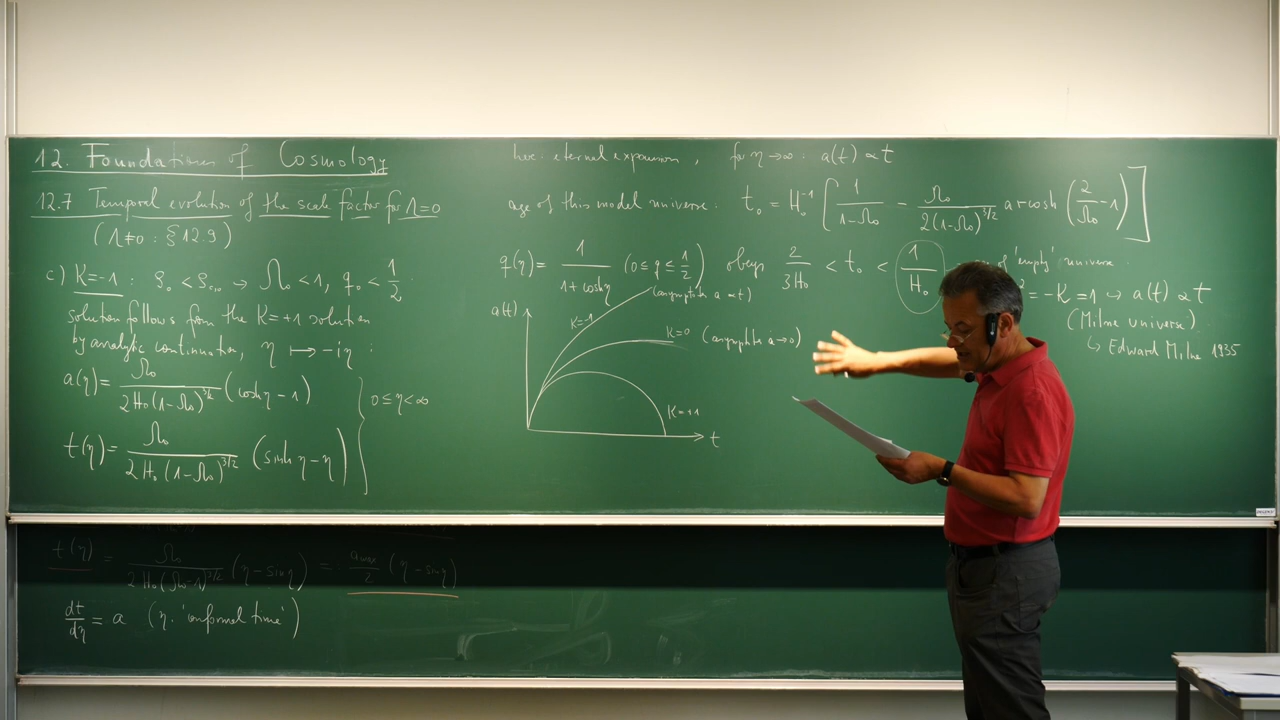 12. Foundations of Cosmology
12.7 Temporal evolution of the scale factor for Λ=0
(Λ≠0 : §12.9)
c) K=-1 : ρ₀ < ρcrit → Ω₀ < 1, q₀ < 1/2
solution follows from the K=+1 solution
by analytic continuation, η ↦ -iη :
a(η) = Ω₀ / 2H₀(1-Ω₀)^3/2 (cosh η - 1)
t(η) = Ω₀ / 2H₀(1-Ω₀)^3/2 (sinh η - η)
0 ≤ η < ∞
here: eternal expansion, for η→∞ : a(t) ∝ t
age of this model universe: t₀ = H₀⁻¹ [ 1/(1-Ω₀) - Ω₀/2(1-Ω₀)^3/2 arcosh (2/Ω₀ - 1) ]
q(η) = 1/(1+cosh η) (0 ≤ q ≤ 1/2) obeys 2/3H₀ < t₀ < 1/H₀ of 'empty' universe.
² = -K = 1 → a(t) ∝ t
(Milne universe)
↳ Edward Milne 1935
a(t)
K=-1
(asymptote ȧ→1)
K=0 (asymptote ȧ→0)
K=+1
t
t(η) = Ω₀ / 2H₀(Ω₀-1)^3/2 (η - sin η) =: a max / 2 (η - sin η)
dt/dη = a (η: 'conformal time')